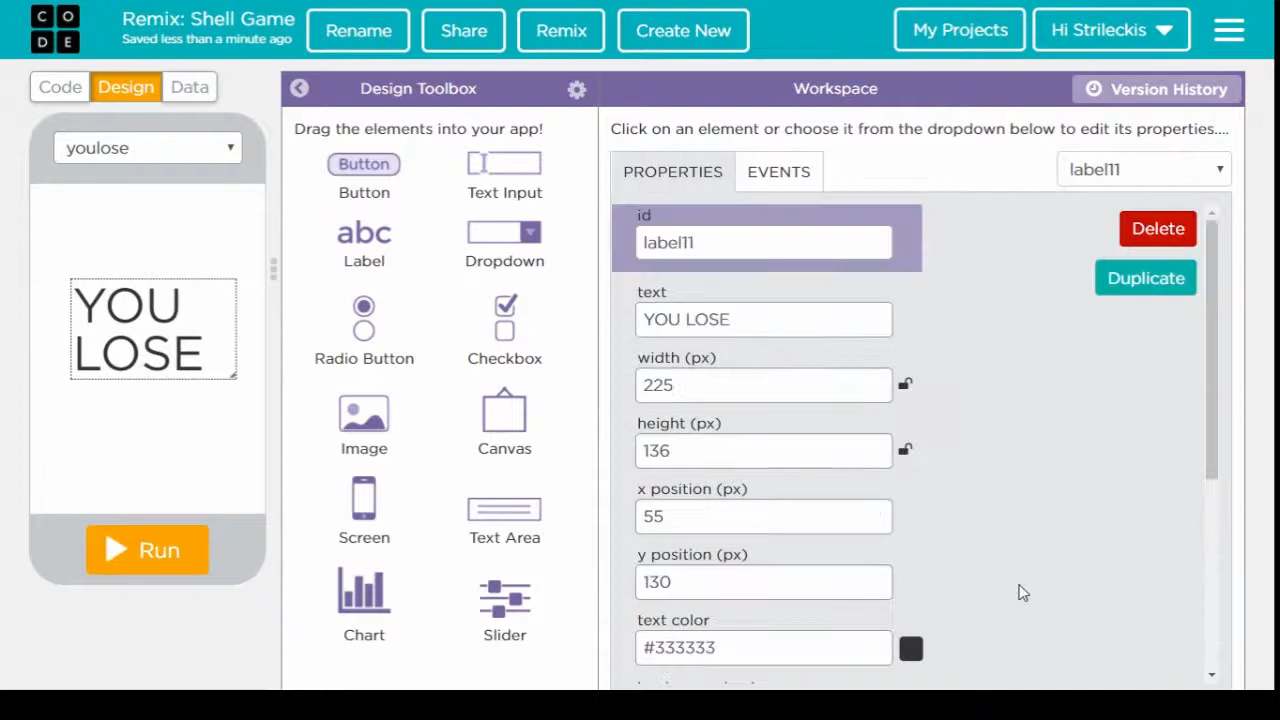 CODE
Remix: Shell Game
Saved less than a minute ago
Rename
Share
Remix
Create New
My Projects
Hi Strileckis
Code
Design
Data
Design Toolbox
Workspace
Version History
youlose
YOU
LOSE
Run
Drag the elements into your app!
Button
Button
Text Input
abc
Label
Dropdown
Radio Button
Checkbox
Image
Canvas
Screen
Text Area
Chart
Slider
Click on an element or choose it from the dropdown below to edit its properties....
PROPERTIES
EVENTS
label11
id
label11
Delete
Duplicate
text
YOU LOSE
width (px)
225
height (px)
136
x position (px)
55
y position (px)
130
text color
#333333